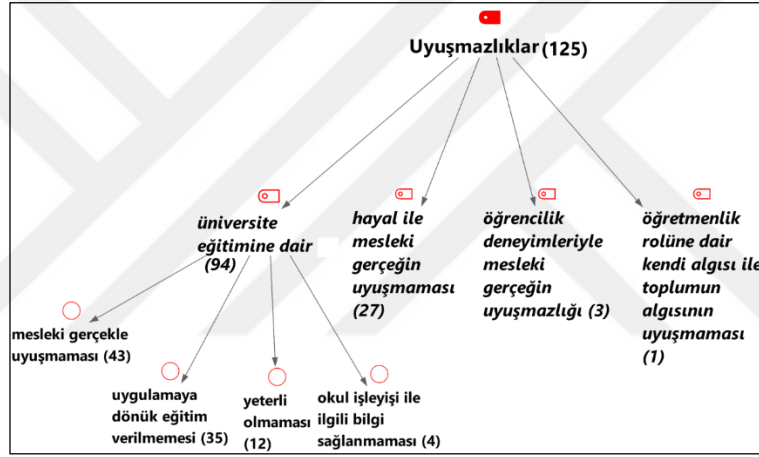 Uyuşmazlıklar (125)
üniversite
eğitimine dair
(94)
hayal ile
mesleki
gerçeğin
uyuşmaması
(27)
öğrencilik
deneyimleriyle
mesleki
gerçeğin
uyuşmazlığı (3)
öğretmenlik
rolüne dair
kendi algısı ile
toplumun
algısının
uyuşmaması
(1)
mesleki gerçekle
uyuşmaması (43)
uygulamaya
dönük eğitim
verilmemesi (35)
yeterli
olmaması
(12)
okul işleyişi ile
ilgili bilgi
sağlanmaması (4)